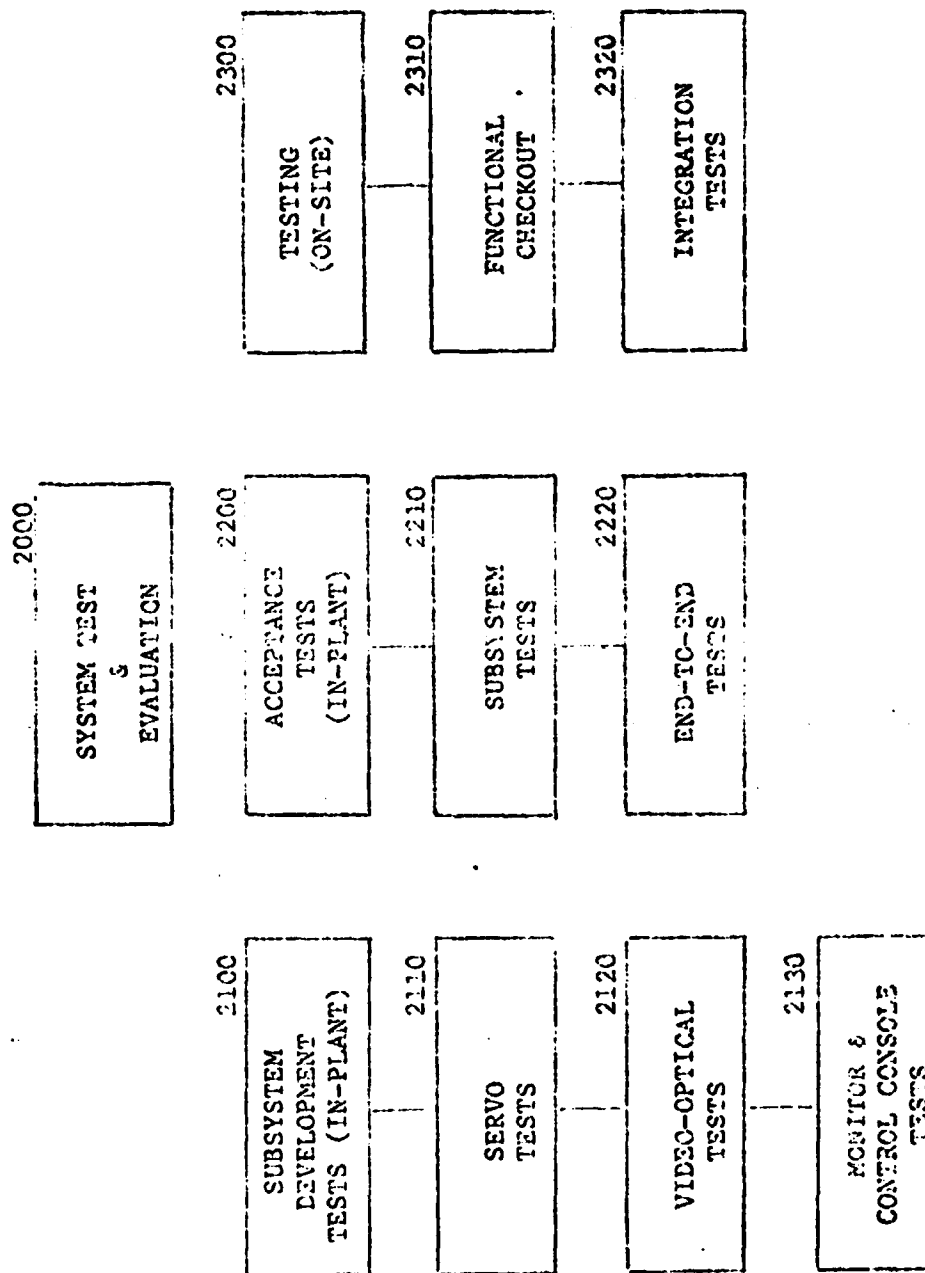 2000
SYSTEM TEST
&
EVALUATION
2100
SUBSYSTEM
DEVELOPMENT
TESTS (IN-PLANT)
2110
SERVO
TESTS
2120
VIDEO-OPTICAL
TESTS
2130
MONITOR &
CONTROL CONSOLE
TESTS
2200
ACCEPTANCE
TESTS
(IN-PLANT)
2210
SUBSYSTEM
TESTS
2220
END-TO-END
TESTS
2300
TESTING
(ON-SITE)
2310
FUNCTIONAL
CHECKOUT
2320
INTEGRATION
TESTS